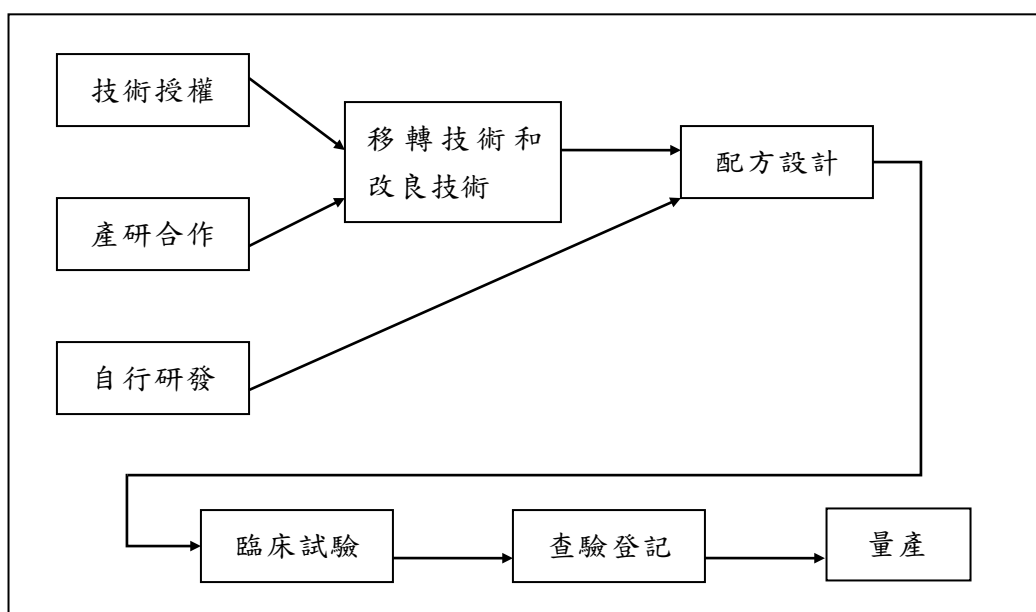 技術授權
移轉技術和
改良技術
配方設計
產研合作
自行研發
臨床試驗
查驗登記
量產